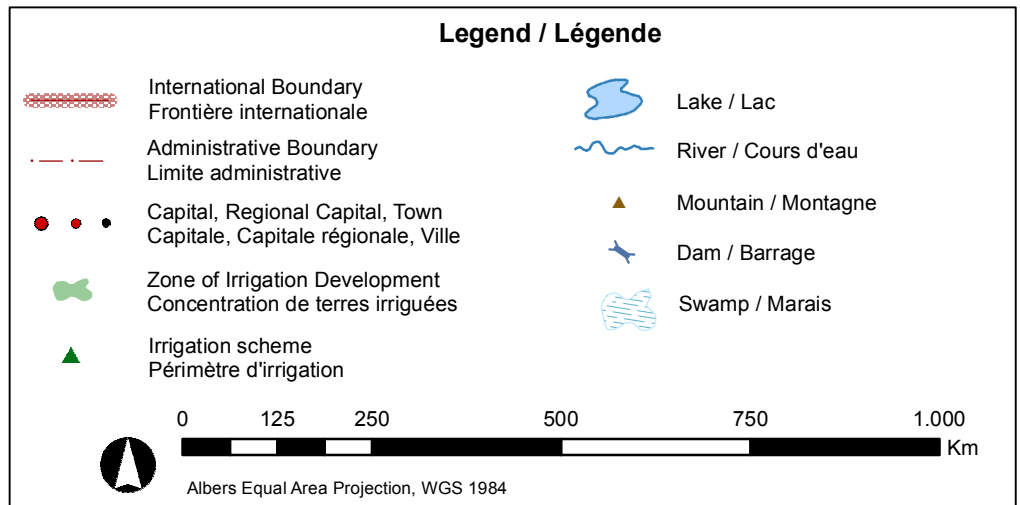 Legend / Légende
International Boundary
Frontière internationale
Administrative Boundary
Limite administrative
Capital, Regional Capital, Town
Capitale, Capitale régionale, Ville
Zone of Irrigation Development
Concentration de terres irriguées
Irrigation scheme
Périmètre d'irrigation
Lake / Lac
River / Cours d'eau
Mountain / Montagne
Dam / Barrage
Swamp / Marais
0 125 250 500 750 1.000
Km
Albers Equal Area Projection, WGS 1984